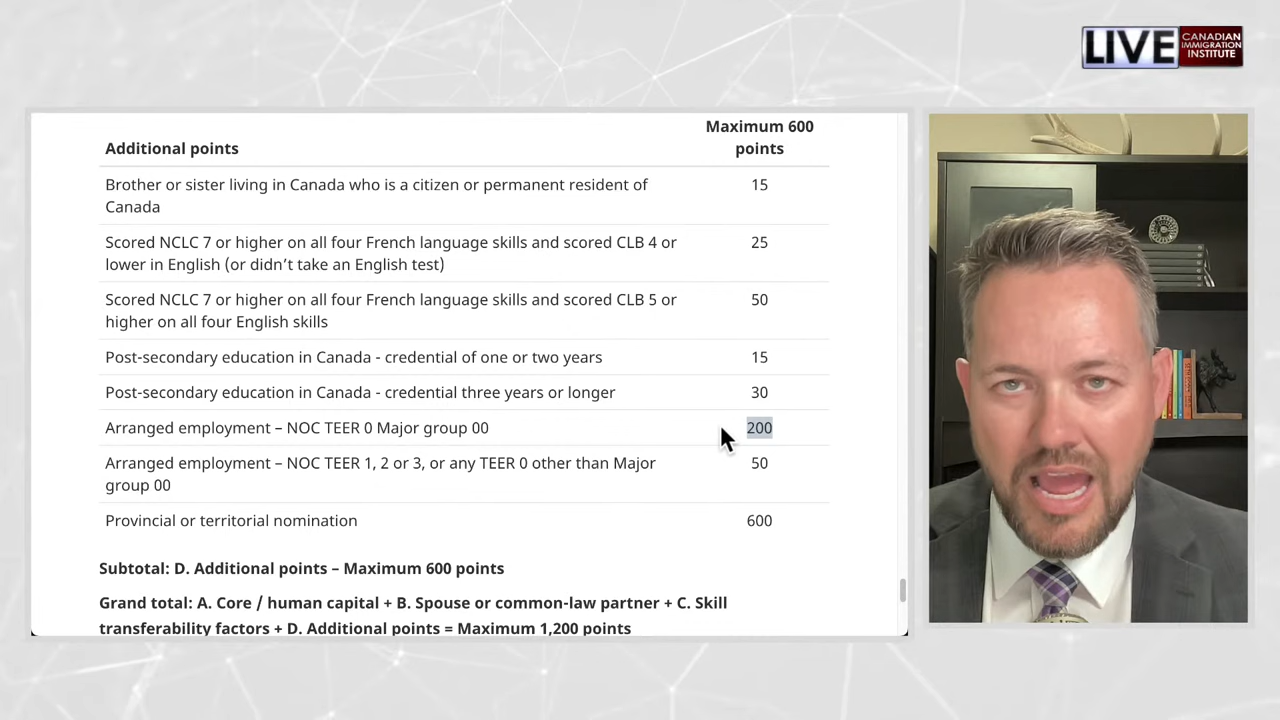 LIVE
CANADIAN
IMMIGRATION
INSTITUTE
Maximum 600
points
Additional points
Brother or sister living in Canada who is a citizen or permanent resident of
Canada
15
Scored NCLC 7 or higher on all four French language skills and scored CLB 4 or
lower in English (or didn’t take an English test)
25
Scored NCLC 7 or higher on all four French language skills and scored CLB 5 or
higher on all four English skills
50
Post-secondary education in Canada - credential of one or two years
15
Post-secondary education in Canada - credential three years or longer
30
Arranged employment – NOC TEER 0 Major group 00
200
Arranged employment – NOC TEER 1, 2 or 3, or any TEER 0 other than Major
group 00
50
Provincial or territorial nomination
600
Subtotal: D. Additional points – Maximum 600 points
Grand total: A. Core / human capital + B. Spouse or common-law partner + C. Skill
transferability factors + D. Additional points = Maximum 1,200 points